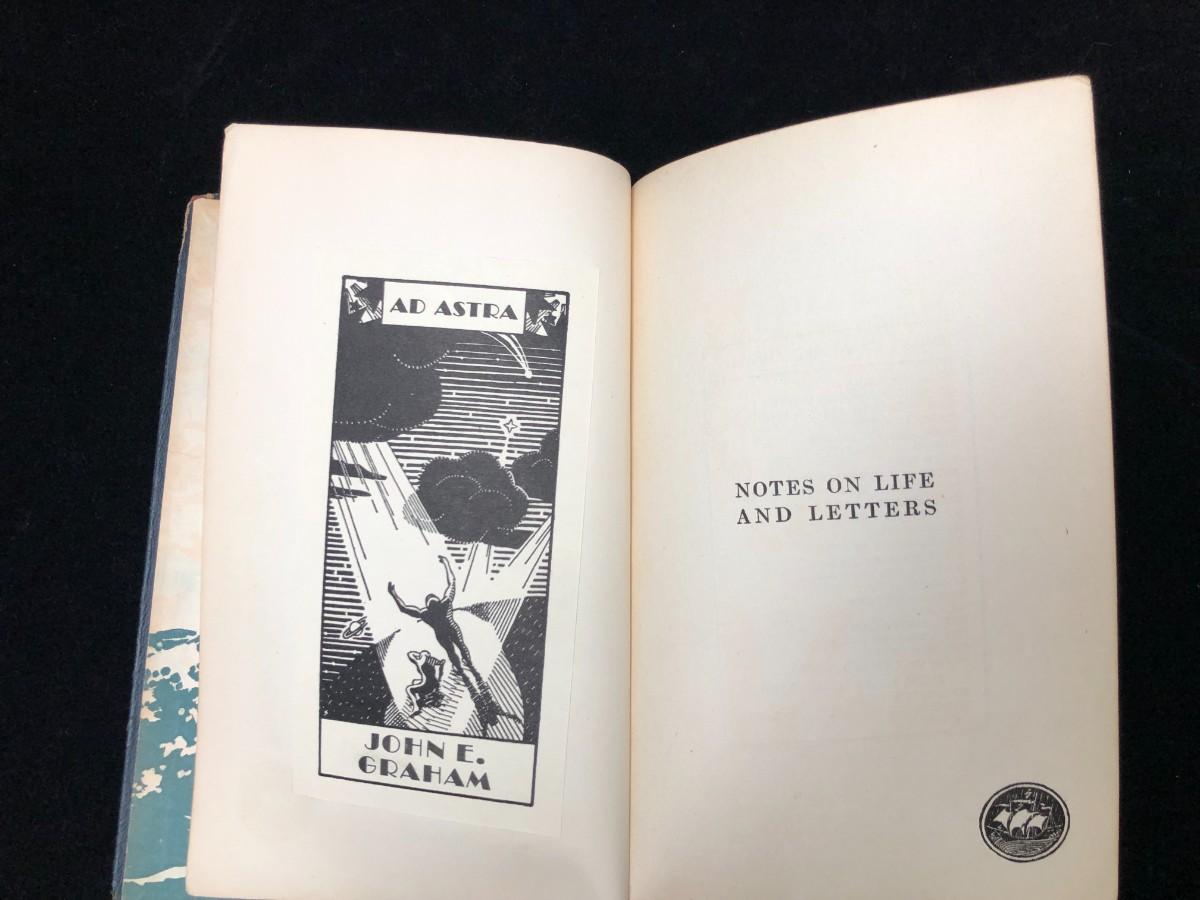 AD ASTRA
JOHN E.
GRAHAM
NOTES ON LIFE
AND LETTERS